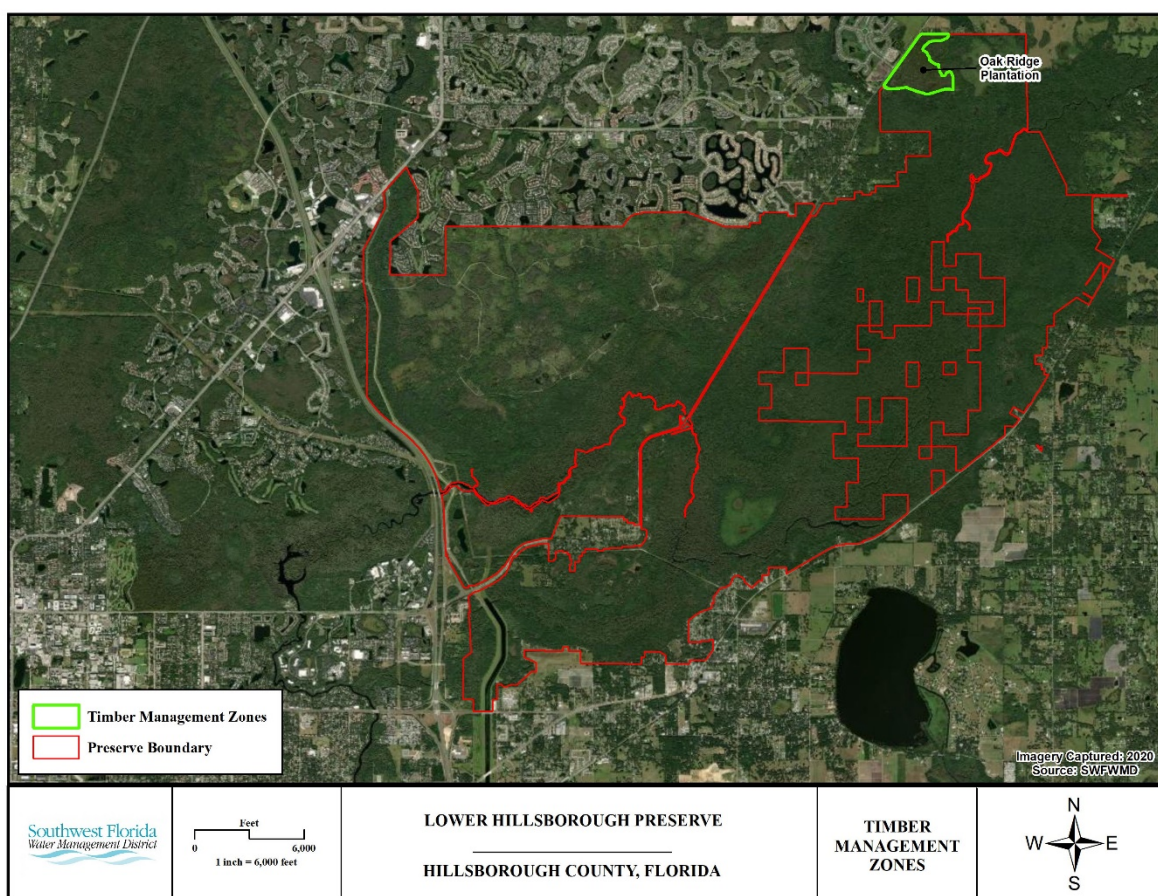 Oak Ridge
Plantation
Timber Management Zones
Preserve Boundary
Imagery Captured: 2020
Source: SWFWMD
Southwest Florida
Water Management District
Feet
0 6,000
1 inch = 6,000 feet
LOWER HILLSBOROUGH PRESERVE
HILLSBOROUGH COUNTY, FLORIDA
TIMBER
MANAGEMENT
ZONES
N
W E
S